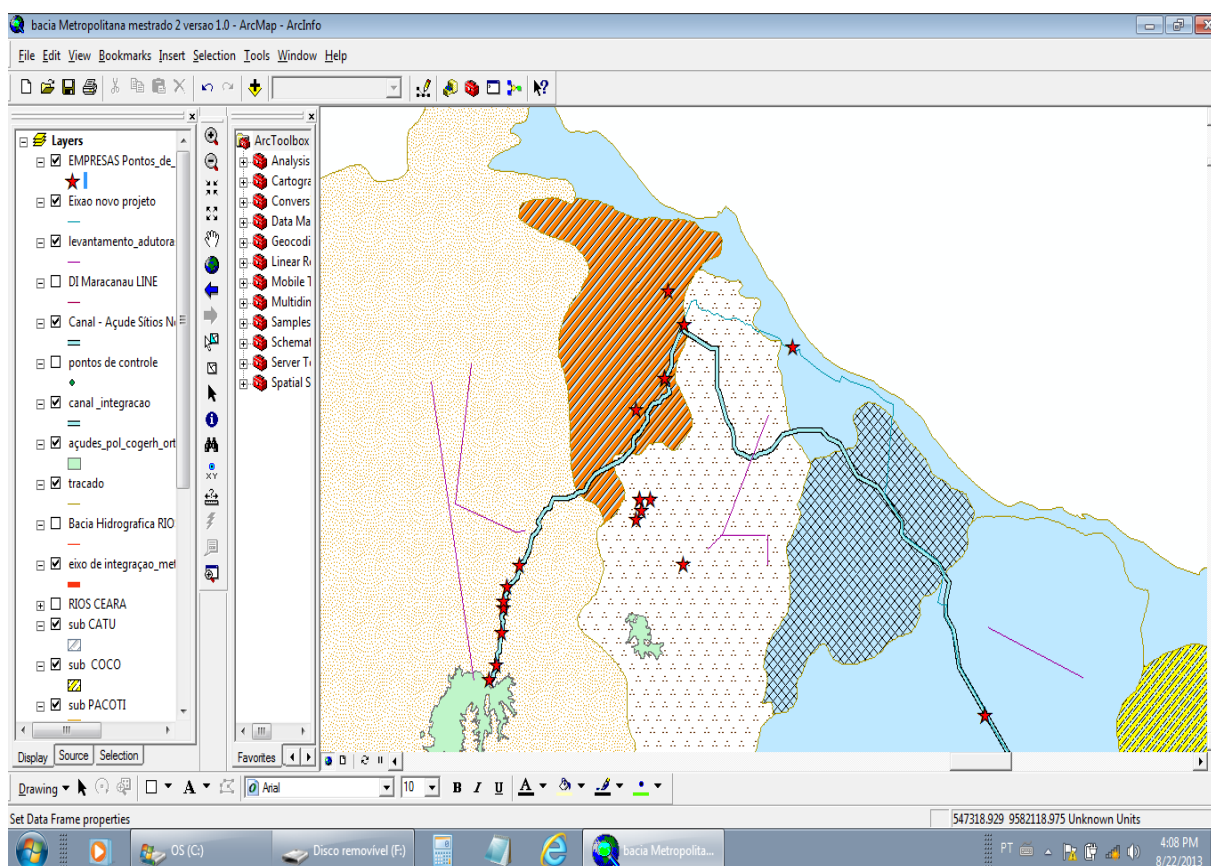 bacia Metropolitana mestrado 2 versao 1.0 - ArcMap - ArcInfo
File Edit View Bookmarks Insert Selection Tools Window Help
Layers
EMPRESAS Pontos_de_
Eixao novo projeto
levantamento_adutora
DI Maracanau LINE
Canal - Açude Sítios N
pontos de controle
canal_integracao
açudes_pol_cogerh_ort
tracado
Bacia Hidrografica RIO
eixo de integraçao_met
RIOS CEARA
sub CATU
sub COCO
sub PACOTI
Display Source Selection
ArcToolbox
Analysis
Cartogra
Convers
Data Ma
Geocodi
Linear R
Mobile T
Multidin
Samples
Schemat
Server T
Spatial S
Favorites
XY
Drawing A Arial 10 B I U A
Set Data Frame properties
547318.929 9582118.975 Unknown Units
OS (C:) Disco removível (F:) bacia Metropolita...
PT
4:08 PM
8/22/2013